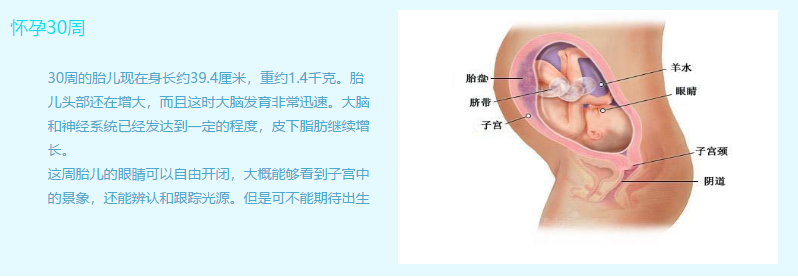 怀孕30周
30周的胎儿现在身长约39.4厘米，重约1.4千克。胎
儿头部还在增大，而且这时大脑发育非常迅速。大脑
和神经系统已经发达到一定的程度，皮下脂肪继续增
长。
这周胎儿的眼睛可以自由开闭，大概能够看到子宫中
的景象，还能辨认和跟踪光源。但是可不能期待出生
胎盘
脐带
子宫
羊水
眼睛
子宫颈
阴道